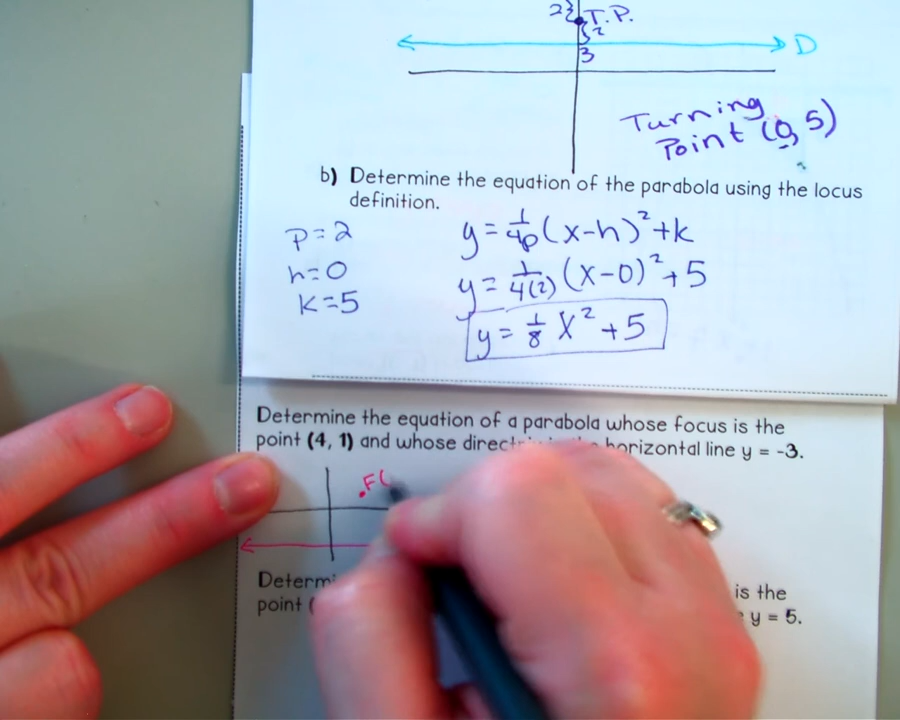 2{ T.P.
}2
D
3
Turning
Point (0, 5)
b) Determine the equation of the parabola using the locus
definition.
P=2
h=0
K=5
y=1/4p(x-h)²+k
y=1/4(2)(x-0)²+5
y=1/8 X²+5
Determine the equation of a parabola whose focus is the
point (4, 1) and whose horizontal line y = -3.
.F(
is the
point (
y = 5.